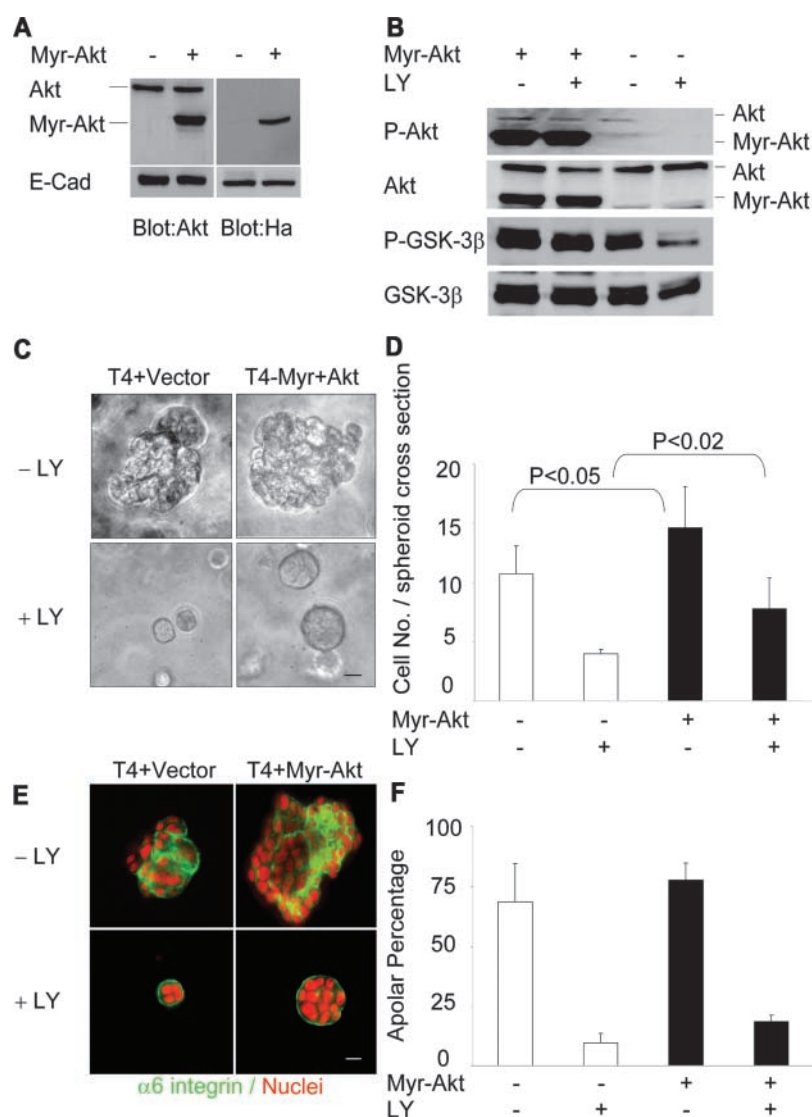 A
Myr-Akt - + - +
Akt
Myr-Akt
E-Cad
Blot:Akt Blot:Ha
B
Myr-Akt + + - -
LY - + - +
P-Akt
Akt
Myr-Akt
Akt
Akt
Myr-Akt
P-GSK-3β
GSK-3β
C
T4+Vector T4-Myr+Akt
– LY
+ LY
D
Cell No. / spheroid cross section
20
15
10
5
0
P<0.05
P<0.02
Myr-Akt - - + +
LY - + - +
E
T4+Vector T4+Myr-Akt
– LY
+ LY
α6 integrin / Nuclei
F
Apolar Percentage
100
75
50
25
0
Myr-Akt - - + +
LY - + - +